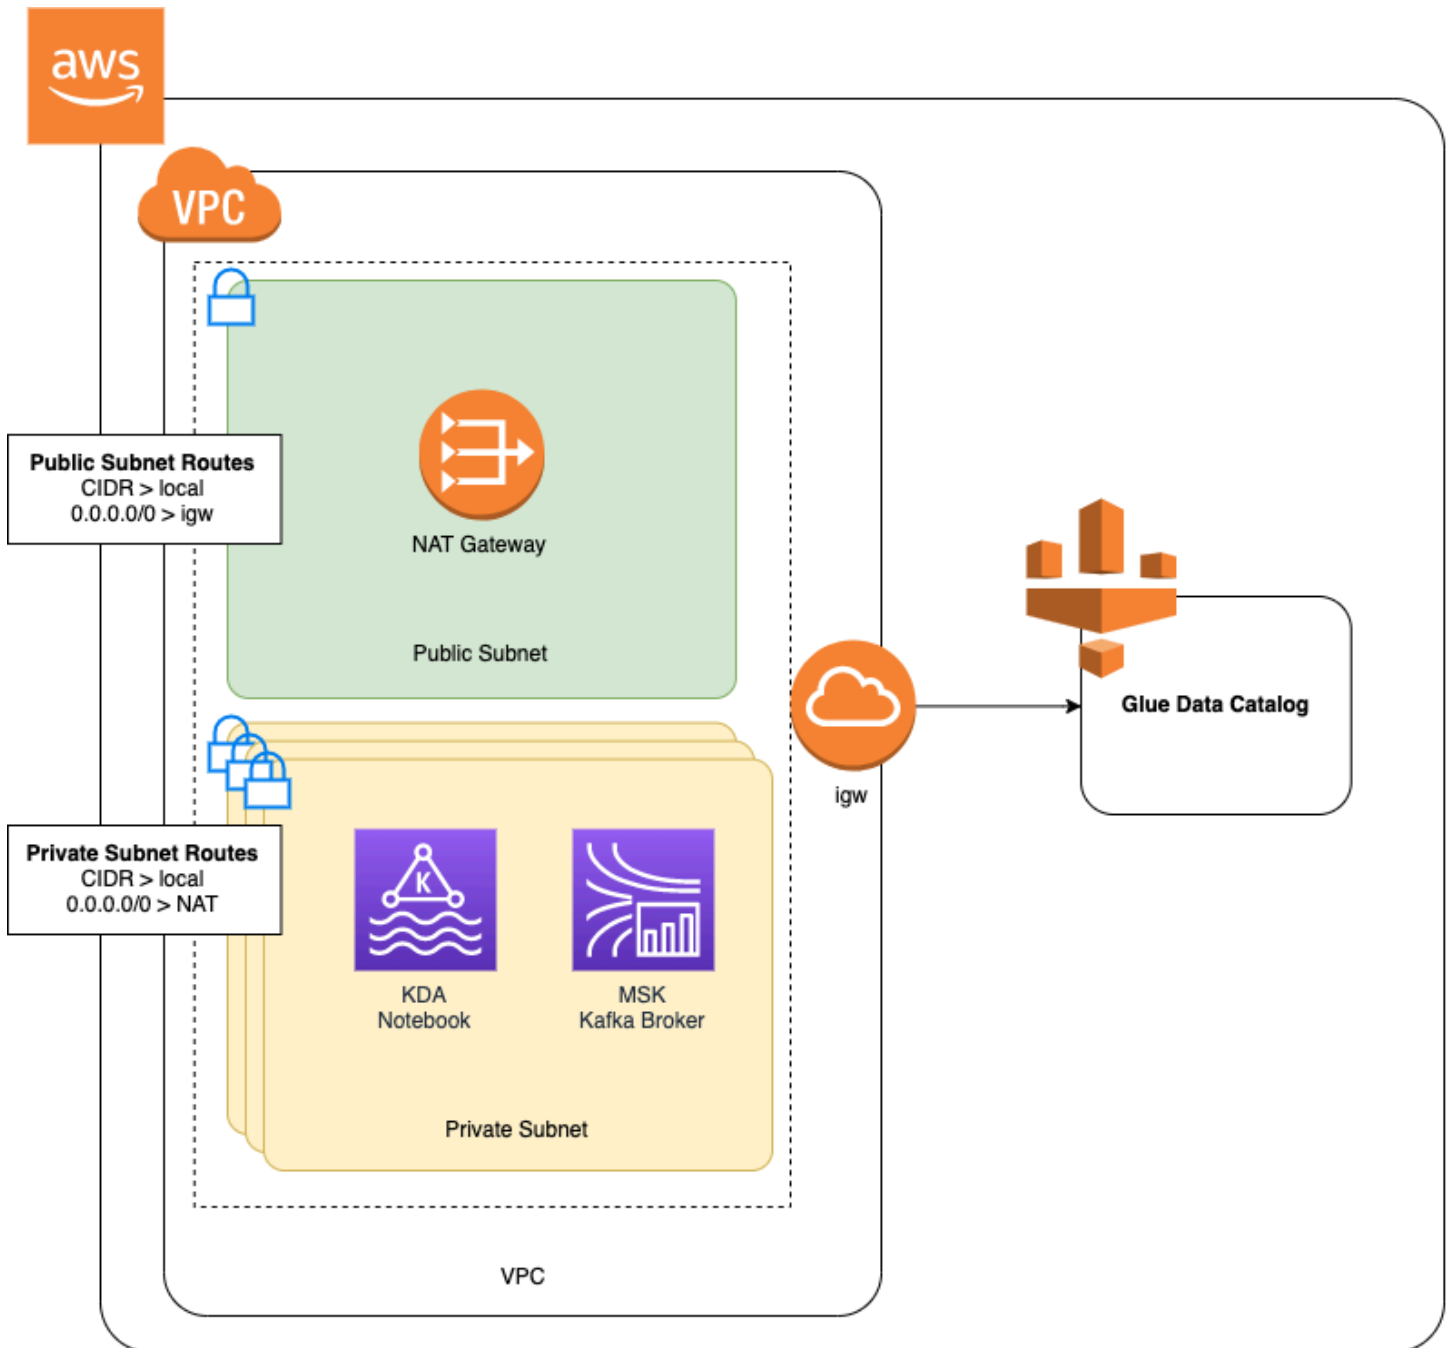 aws
VPC
Public Subnet Routes
CIDR > local
0.0.0.0/0 > igw
NAT Gateway
Public Subnet
Glue Data Catalog
igw
Private Subnet Routes
CIDR > local
0.0.0.0/0 > NAT
K
KDA
Notebook
MSK
Kafka Broker
Private Subnet
VPC